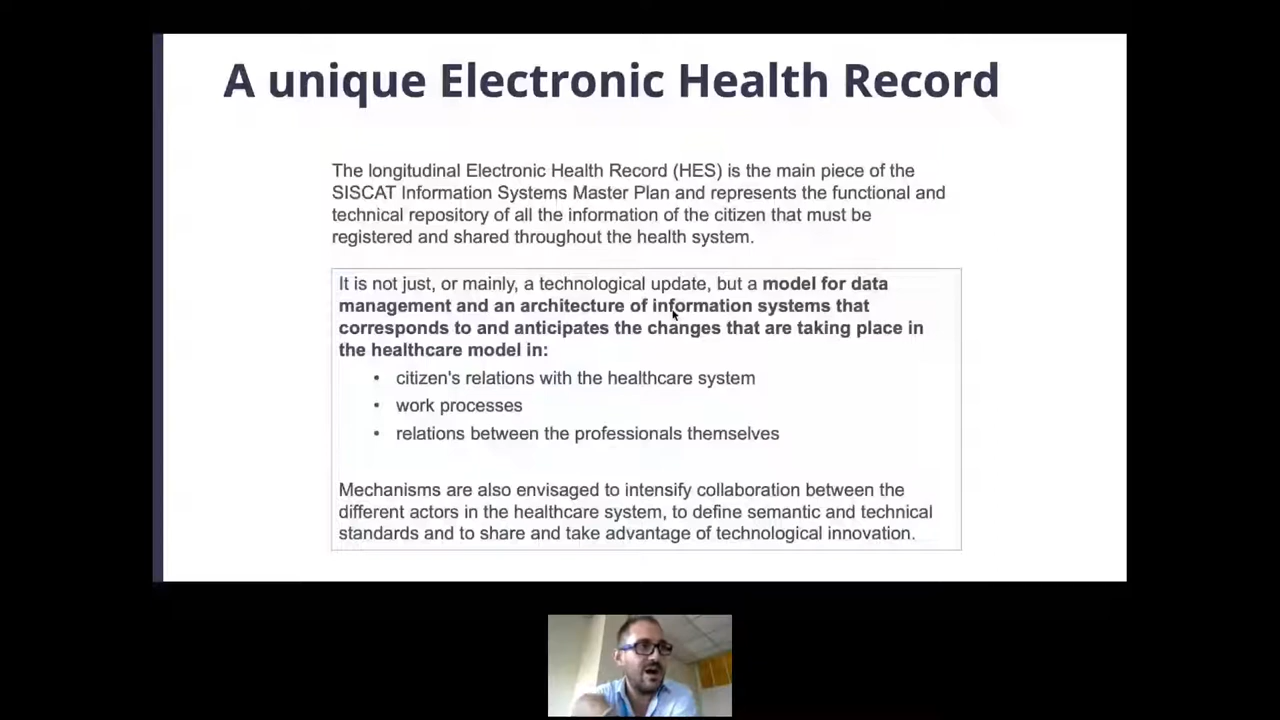 A unique Electronic Health Record
The longitudinal Electronic Health Record (HES) is the main piece of the
SISCAT Information Systems Master Plan and represents the functional and
technical repository of all the information of the citizen that must be
registered and shared throughout the health system.
It is not just, or mainly, a technological update, but a model for data
management and an architecture of information systems that
corresponds to and anticipates the changes that are taking place in
the healthcare model in:
• citizen's relations with the healthcare system
• work processes
• relations between the professionals themselves
Mechanisms are also envisaged to intensify collaboration between the
different actors in the healthcare system, to define semantic and technical
standards and to share and take advantage of technological innovation.